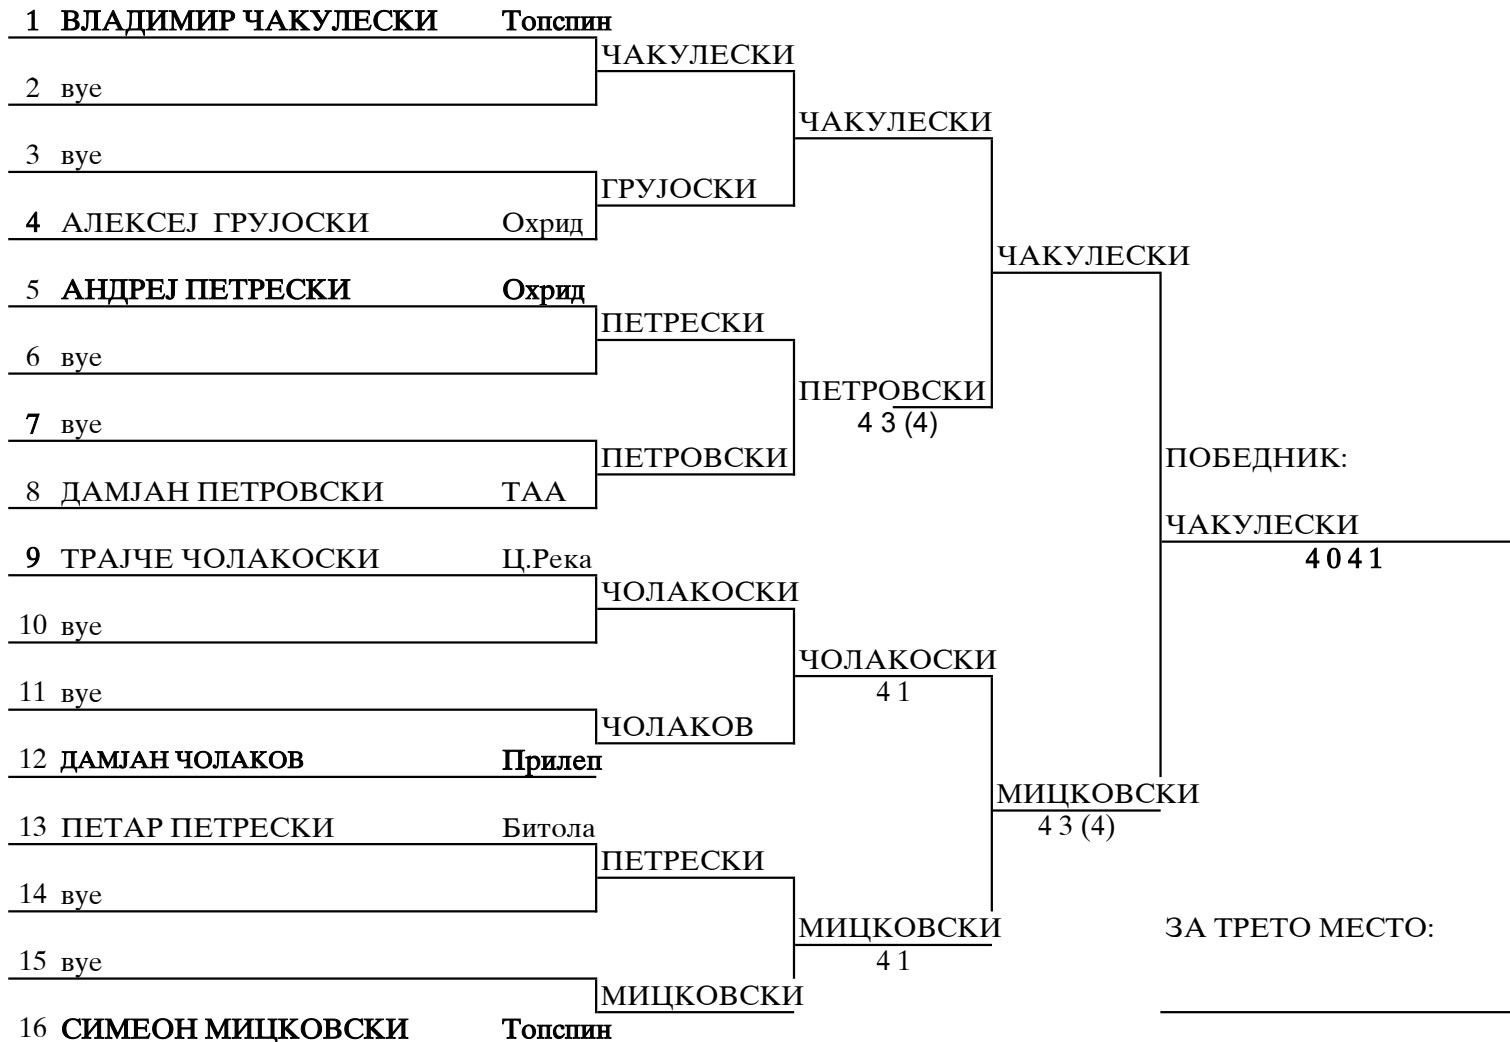 1 ВЛАДИМИР ЧАКУЛЕСКИ Топспин
ЧАКУЛЕСКИ
2 вуе
ЧАКУЛЕСКИ
3 вуе
ГРУЈОСКИ
4 АЛЕКСЕЈ ГРУЈОСКИ Охрид
ЧАКУЛЕСКИ
5 АНДРЕЈ ПЕТРЕСКИ Охрид
ПЕТРЕСКИ
6 вуе
ПЕТРОВСКИ
4 3 (4)
7 вуе
ПЕТРОВСКИ ПОБЕДНИК:
8 ДАМЈАН ПЕТРОВСКИ ТАА
ЧАКУЛЕСКИ
9 ТРАЈЧЕ ЧОЛАКОСКИ Ц.Река 4 0 4 1
ЧОЛАКОСКИ
10 вуе
ЧОЛАКОСКИ
11 вуе 4 1
ЧОЛАКОВ
12 ДАМЈАН ЧОЛАКОВ Прилеп
МИЦКОВСКИ
13 ПЕТАР ПЕТРЕСКИ Битола 4 3 (4)
ПЕТРЕСКИ
14 вуе
МИЦКОВСКИ ЗА ТРЕТО МЕСТО:
15 вуе 4 1
МИЦКОВСКИ
16 СИМЕОН МИЦКОВСКИ Топспин